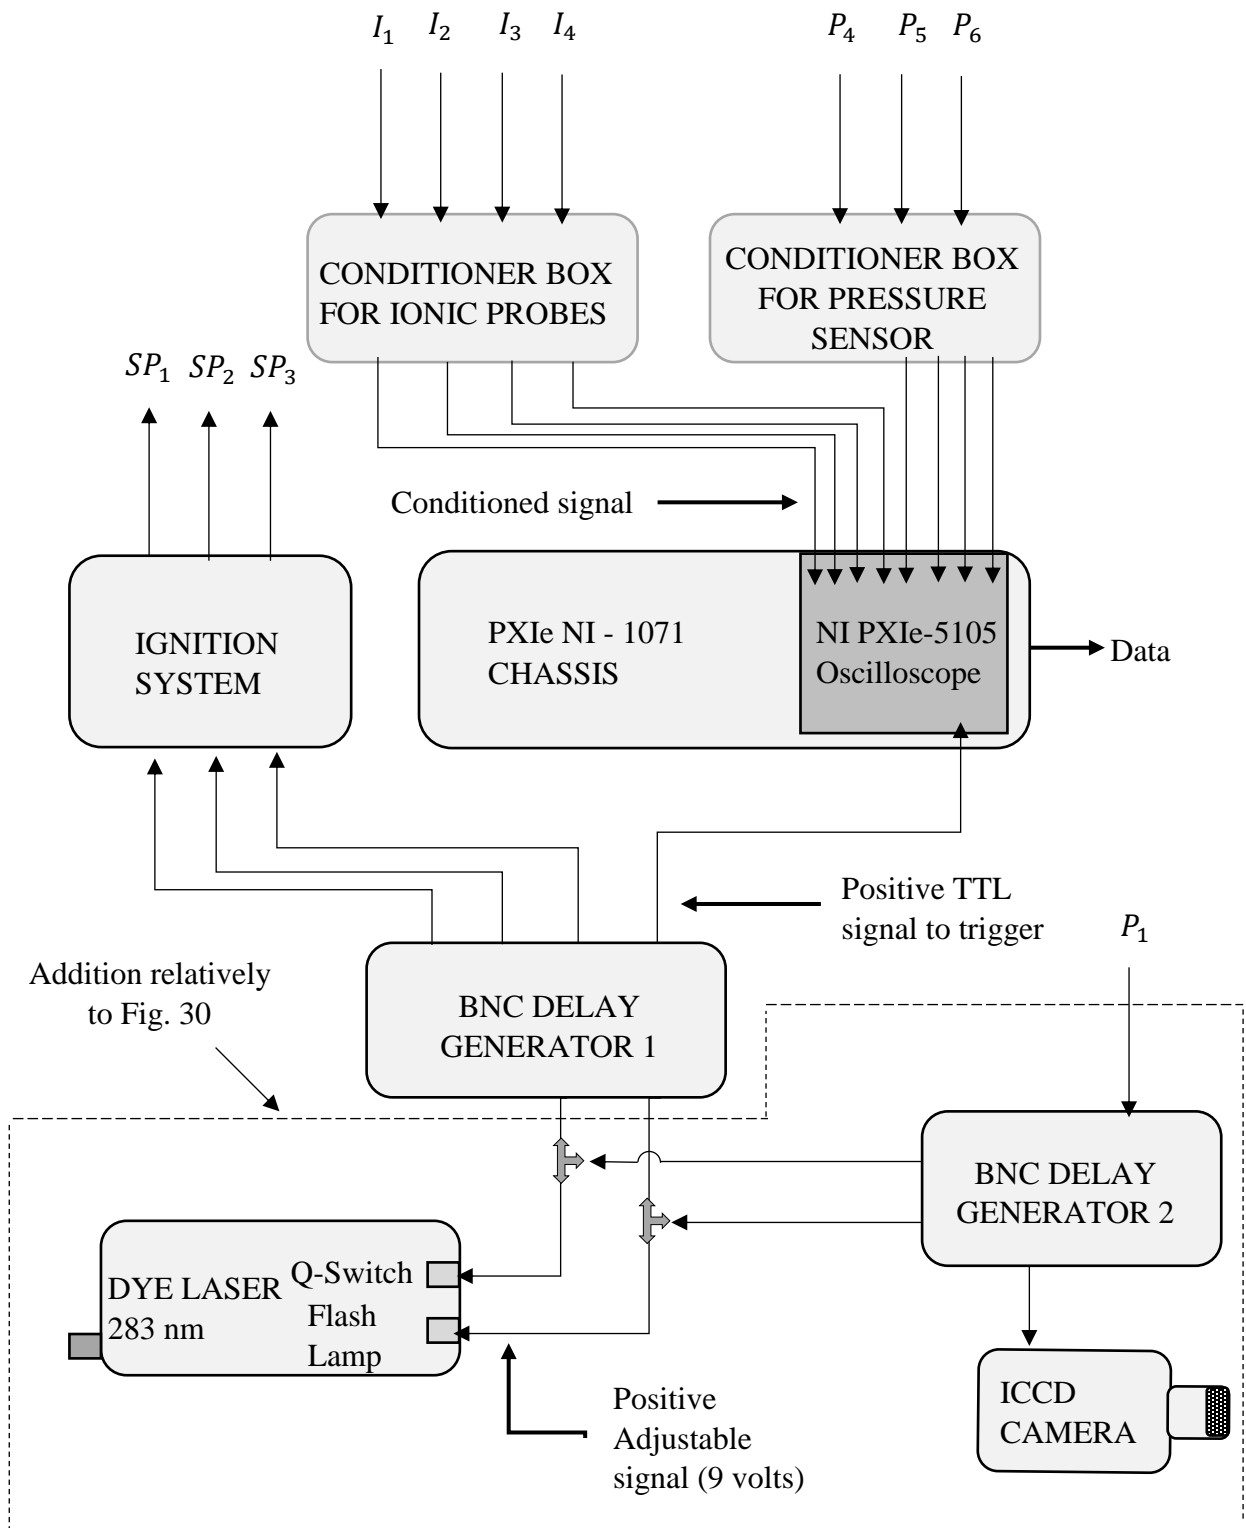 I₁ I₂ I₃ I₄ P₄ P₅ P₆
CONDITIONER BOX
FOR IONIC PROBES
CONDITIONER BOX
FOR PRESSURE
SENSOR
SP₁ SP₂ SP₃
Conditioned signal
IGNITION
SYSTEM
PXIe NI - 1071
CHASSIS
NI PXIe-5105
Oscilloscope
Data
Positive TTL
signal to trigger
P₁
Addition relatively
to Fig. 30
BNC DELAY
GENERATOR 1
BNC DELAY
GENERATOR 2
DYE LASER
283 nm
Q-Switch
Flash
Lamp
Positive
Adjustable
signal (9 volts)
ICCD
CAMERA